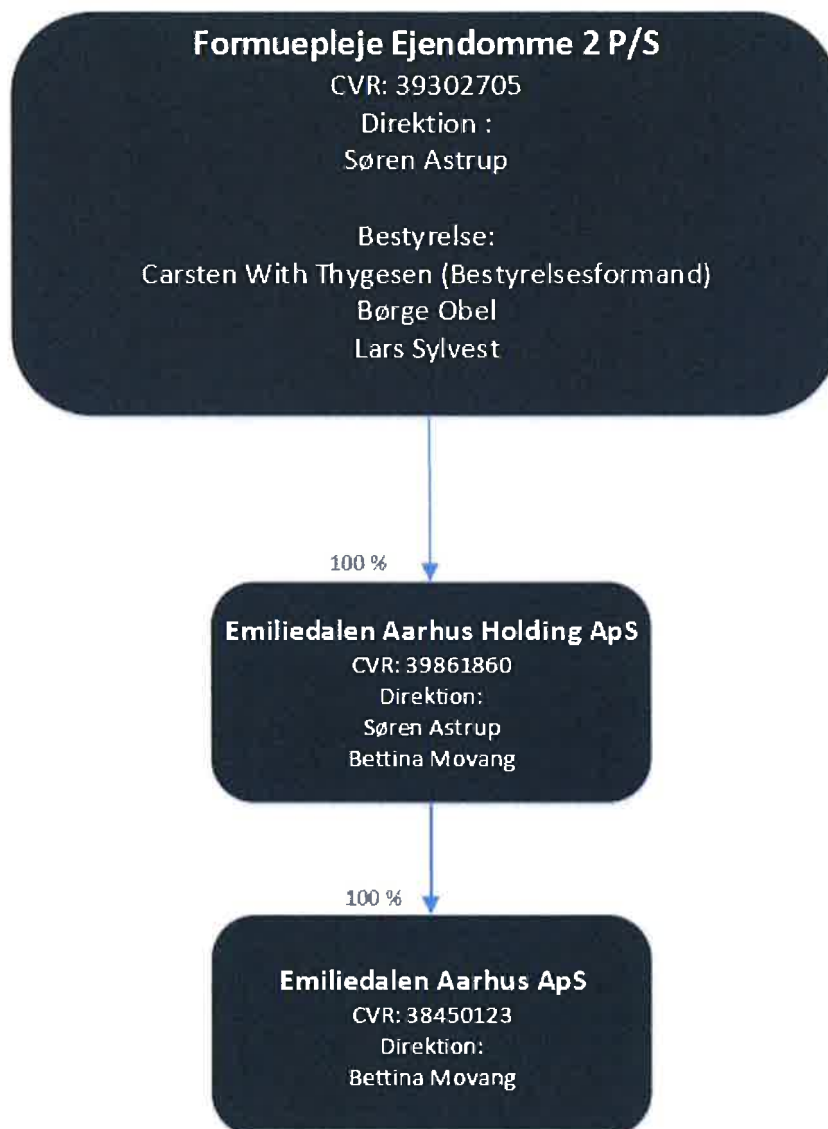 Formuepleje Ejendomme 2 P/S
CVR: 39302705
Direktion :
Søren Astrup
Bestyrelse:
Carsten With Thygesen (Bestyrelsesformand)
Børge Obel
Lars Sylvest
100 %
Emiliedalen Aarhus Holding ApS
CVR: 39861860
Direktion:
Søren Astrup
Bettina Movang
100 %
Emiliedalen Aarhus ApS
CVR: 38450123
Direktion:
Bettina Movang